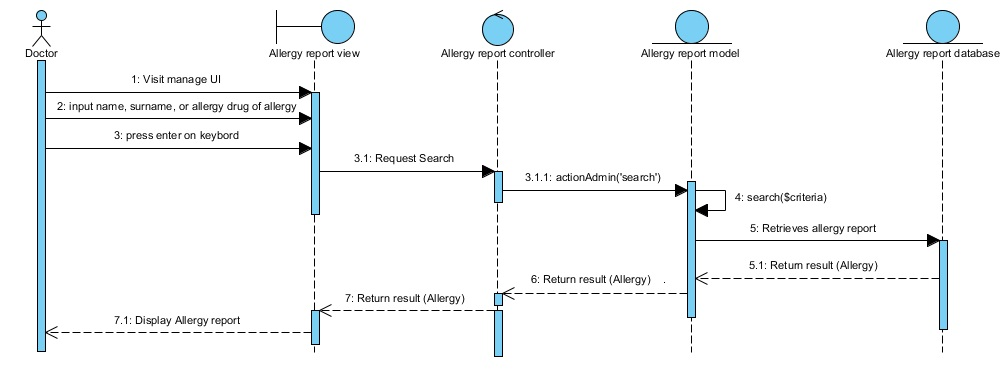 Doctor
Allergy report view
Allergy report controller
Allergy report model
Allergy report database
1: Visit manage UI
2: input name, surname, or allergy drug of allergy
3: press enter on keybord
3.1: Request Search
3.1.1: actionAdmin('search')
4: search($criteria)
5: Retrieves allergy report
5.1: Return result (Allergy)
6: Return result (Allergy) .
7: Return result (Allergy)
7.1: Display Allergy report